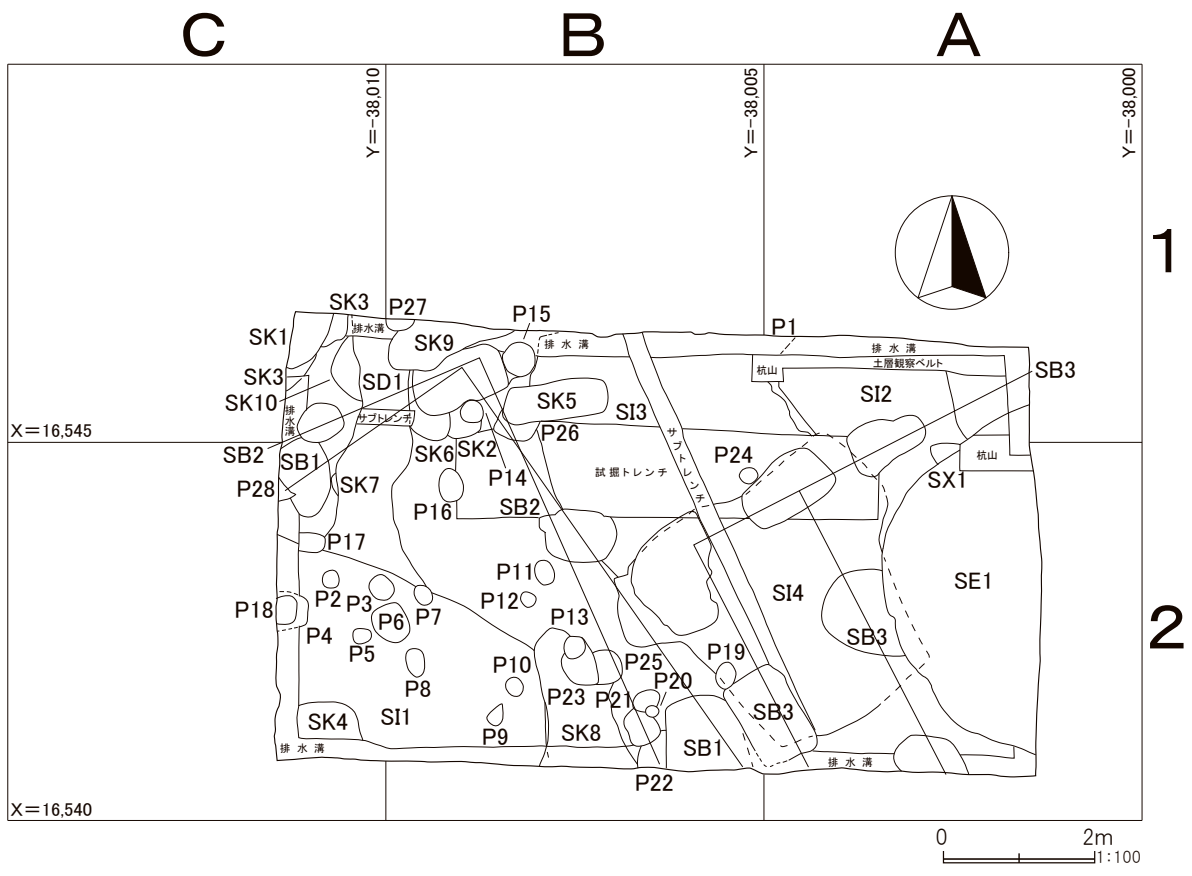 C
B
A
Y=-38,010
Y=-38,005
Y=-38,000
1
SK3
P27
P15
SK1
排水溝
SK9
排水溝
P1
排水溝
土層観察ベルト
SB3
杭山
SK3
SD1
SI2
SK10
SK5
SI3
排水溝
サブトレンチ
サブトレンチ
X=16,545
P26
SK6
SK2
SB2
SB1
試掘トレンチ
P24
杭山
P14
SX1
P28
SK7
P16
SB2
P17
P11
SE1
P2
P3
P12
SI4
P18
P7
P6
P4
P13
SB3
2
P5
P10
P25
P19
P8
P20
P23
P21
SI1
SB3
SK4
P9
SK8
SB1
排水溝
排水溝
P22
X=16,540
0
2m
1:100